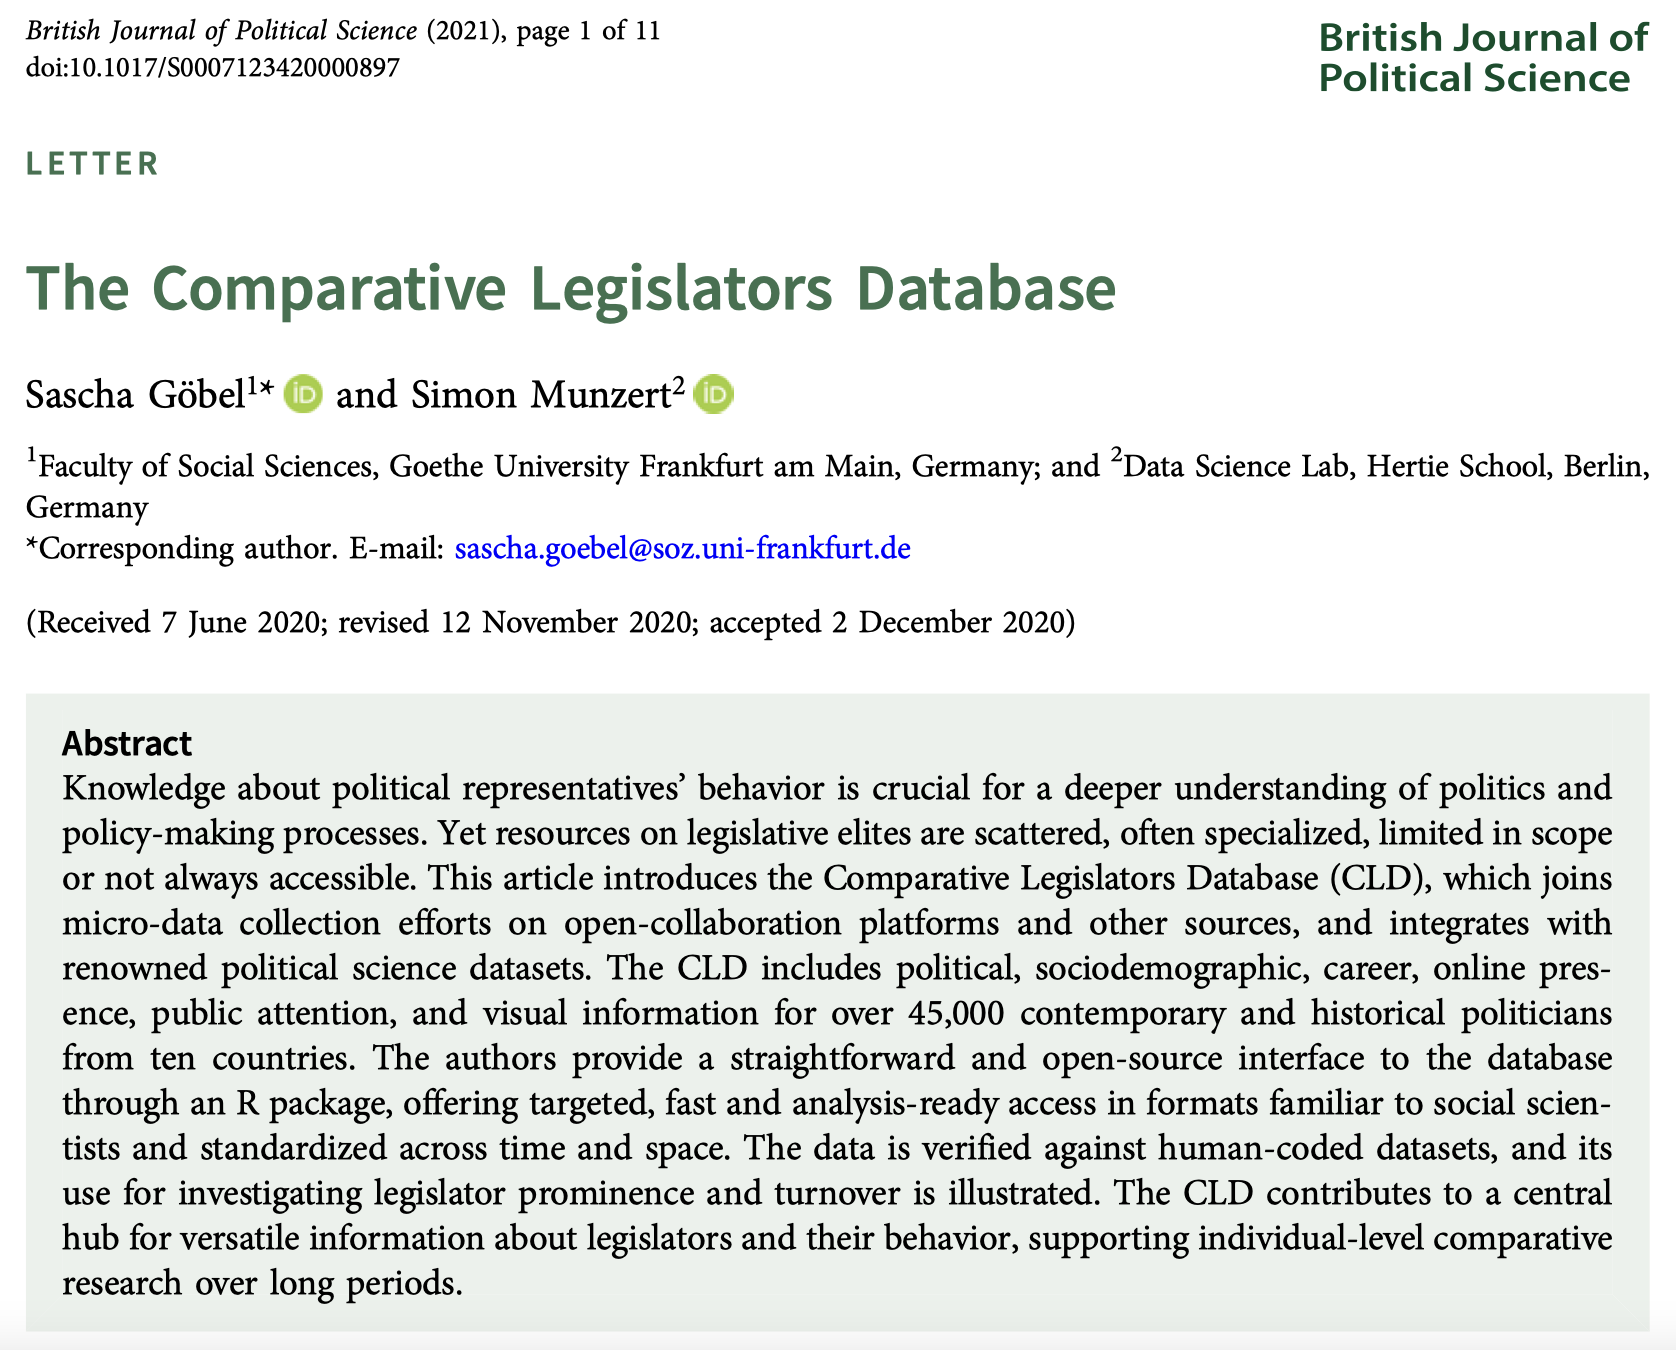 British Journal of Political Science (2021), page 1 of 11
doi:10.1017/S0007123420000897
British Journal of
Political Science
LETTER
The Comparative Legislators Database
Sascha Göbel1* iD and Simon Munzert2 iD
1Faculty of Social Sciences, Goethe University Frankfurt am Main, Germany; and 2Data Science Lab, Hertie School, Berlin,
Germany
*Corresponding author. E-mail: sascha.goebel@soz.uni-frankfurt.de
(Received 7 June 2020; revised 12 November 2020; accepted 2 December 2020)
Abstract
Knowledge about political representatives’ behavior is crucial for a deeper understanding of politics and
policy-making processes. Yet resources on legislative elites are scattered, often specialized, limited in scope
or not always accessible. This article introduces the Comparative Legislators Database (CLD), which joins
micro-data collection efforts on open-collaboration platforms and other sources, and integrates with
renowned political science datasets. The CLD includes political, sociodemographic, career, online pres-
ence, public attention, and visual information for over 45,000 contemporary and historical politicians
from ten countries. The authors provide a straightforward and open-source interface to the database
through an R package, offering targeted, fast and analysis-ready access in formats familiar to social scien-
tists and standardized across time and space. The data is verified against human-coded datasets, and its
use for investigating legislator prominence and turnover is illustrated. The CLD contributes to a central
hub for versatile information about legislators and their behavior, supporting individual-level comparative
research over long periods.